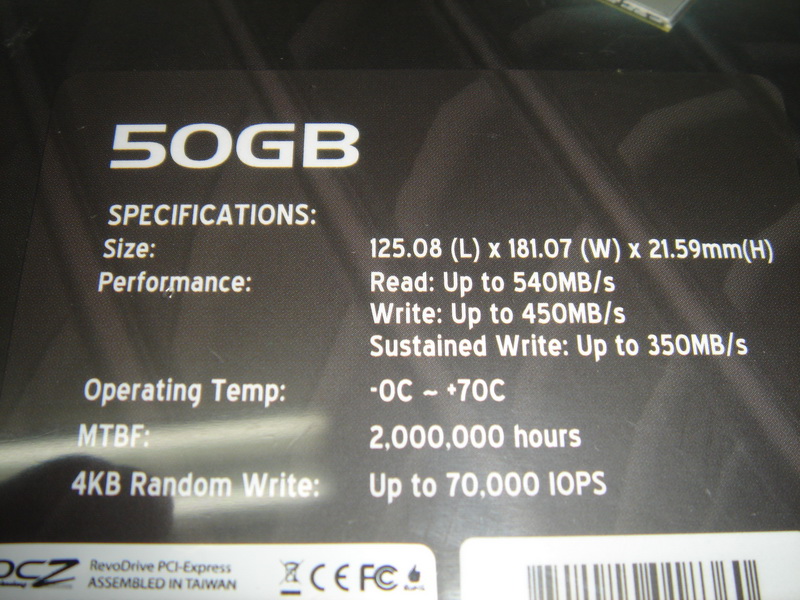 50GB
SPECIFICATIONS:
Size: 125.08 (L) x 181.07 (W) x 21.59mm(H)
Performance: Read: Up to 540MB/s
Write: Up to 450MB/s
Sustained Write: Up to 350MB/s
Operating Temp: -0C ~ +70C
MTBF: 2,000,000 hours
4KB Random Write: Up to 70,000 IOPS
OCZ RevoDrive PCI-Express
ASSEMBLED IN TAIWAN
CE FC